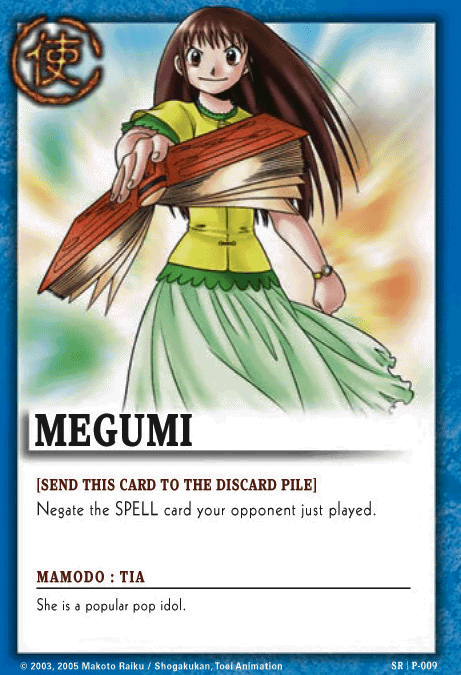 使
MEGUMI
[SEND THIS CARD TO THE DISCARD PILE]
Negate the SPELL card your opponent just played.
MAMODO : TIA
She is a popular pop idol.
© 2003, 2005 Makoto Raiku / Shogakukan, Toei Animation SR | P-009